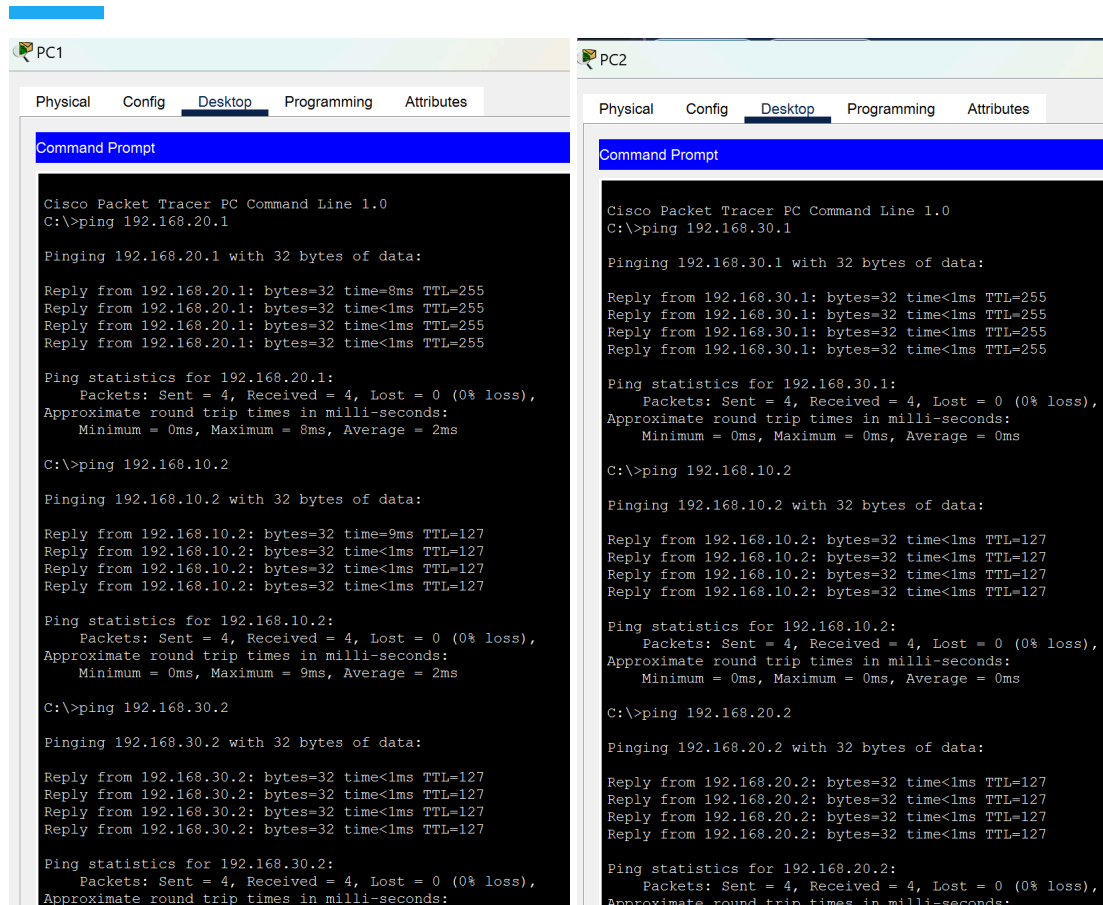 PC1
Physical Config Desktop Programming Attributes
Command Prompt
Cisco Packet Tracer PC Command Line 1.0
C:\>ping 192.168.20.1
Pinging 192.168.20.1 with 32 bytes of data:
Reply from 192.168.20.1: bytes=32 time=8ms TTL=255
Reply from 192.168.20.1: bytes=32 time<1ms TTL=255
Reply from 192.168.20.1: bytes=32 time<1ms TTL=255
Reply from 192.168.20.1: bytes=32 time<1ms TTL=255
Ping statistics for 192.168.20.1:
Packets: Sent = 4, Received = 4, Lost = 0 (0% loss),
Approximate round trip times in milli-seconds:
Minimum = 0ms, Maximum = 8ms, Average = 2ms
C:\>ping 192.168.10.2
Pinging 192.168.10.2 with 32 bytes of data:
Reply from 192.168.10.2: bytes=32 time=9ms TTL=127
Reply from 192.168.10.2: bytes=32 time<1ms TTL=127
Reply from 192.168.10.2: bytes=32 time<1ms TTL=127
Reply from 192.168.10.2: bytes=32 time<1ms TTL=127
Ping statistics for 192.168.10.2:
Packets: Sent = 4, Received = 4, Lost = 0 (0% loss),
Approximate round trip times in milli-seconds:
Minimum = 0ms, Maximum = 9ms, Average = 2ms
C:\>ping 192.168.30.2
Pinging 192.168.30.2 with 32 bytes of data:
Reply from 192.168.30.2: bytes=32 time<1ms TTL=127
Reply from 192.168.30.2: bytes=32 time<1ms TTL=127
Reply from 192.168.30.2: bytes=32 time<1ms TTL=127
Reply from 192.168.30.2: bytes=32 time<1ms TTL=127
Ping statistics for 192.168.30.2:
Packets: Sent = 4, Received = 4, Lost = 0 (0% loss),
Approximate round trip times in milli-seconds:
PC2
Physical Config Desktop Programming Attributes
Command Prompt
Cisco Packet Tracer PC Command Line 1.0
C:\>ping 192.168.30.1
Pinging 192.168.30.1 with 32 bytes of data:
Reply from 192.168.30.1: bytes=32 time<1ms TTL=255
Reply from 192.168.30.1: bytes=32 time<1ms TTL=255
Reply from 192.168.30.1: bytes=32 time<1ms TTL=255
Reply from 192.168.30.1: bytes=32 time<1ms TTL=255
Ping statistics for 192.168.30.1:
Packets: Sent = 4, Received = 4, Lost = 0 (0% loss),
Approximate round trip times in milli-seconds:
Minimum = 0ms, Maximum = 0ms, Average = 0ms
C:\>ping 192.168.10.2
Pinging 192.168.10.2 with 32 bytes of data:
Reply from 192.168.10.2: bytes=32 time<1ms TTL=127
Reply from 192.168.10.2: bytes=32 time<1ms TTL=127
Reply from 192.168.10.2: bytes=32 time<1ms TTL=127
Reply from 192.168.10.2: bytes=32 time<1ms TTL=127
Ping statistics for 192.168.10.2:
Packets: Sent = 4, Received = 4, Lost = 0 (0% loss),
Approximate round trip times in milli-seconds:
Minimum = 0ms, Maximum = 0ms, Average = 0ms
C:\>ping 192.168.20.2
Pinging 192.168.20.2 with 32 bytes of data:
Reply from 192.168.20.2: bytes=32 time<1ms TTL=127
Reply from 192.168.20.2: bytes=32 time<1ms TTL=127
Reply from 192.168.20.2: bytes=32 time<1ms TTL=127
Reply from 192.168.20.2: bytes=32 time<1ms TTL=127
Ping statistics for 192.168.20.2:
Packets: Sent = 4, Received = 4, Lost = 0 (0% loss),
Approximate round trip times in milli-seconds: